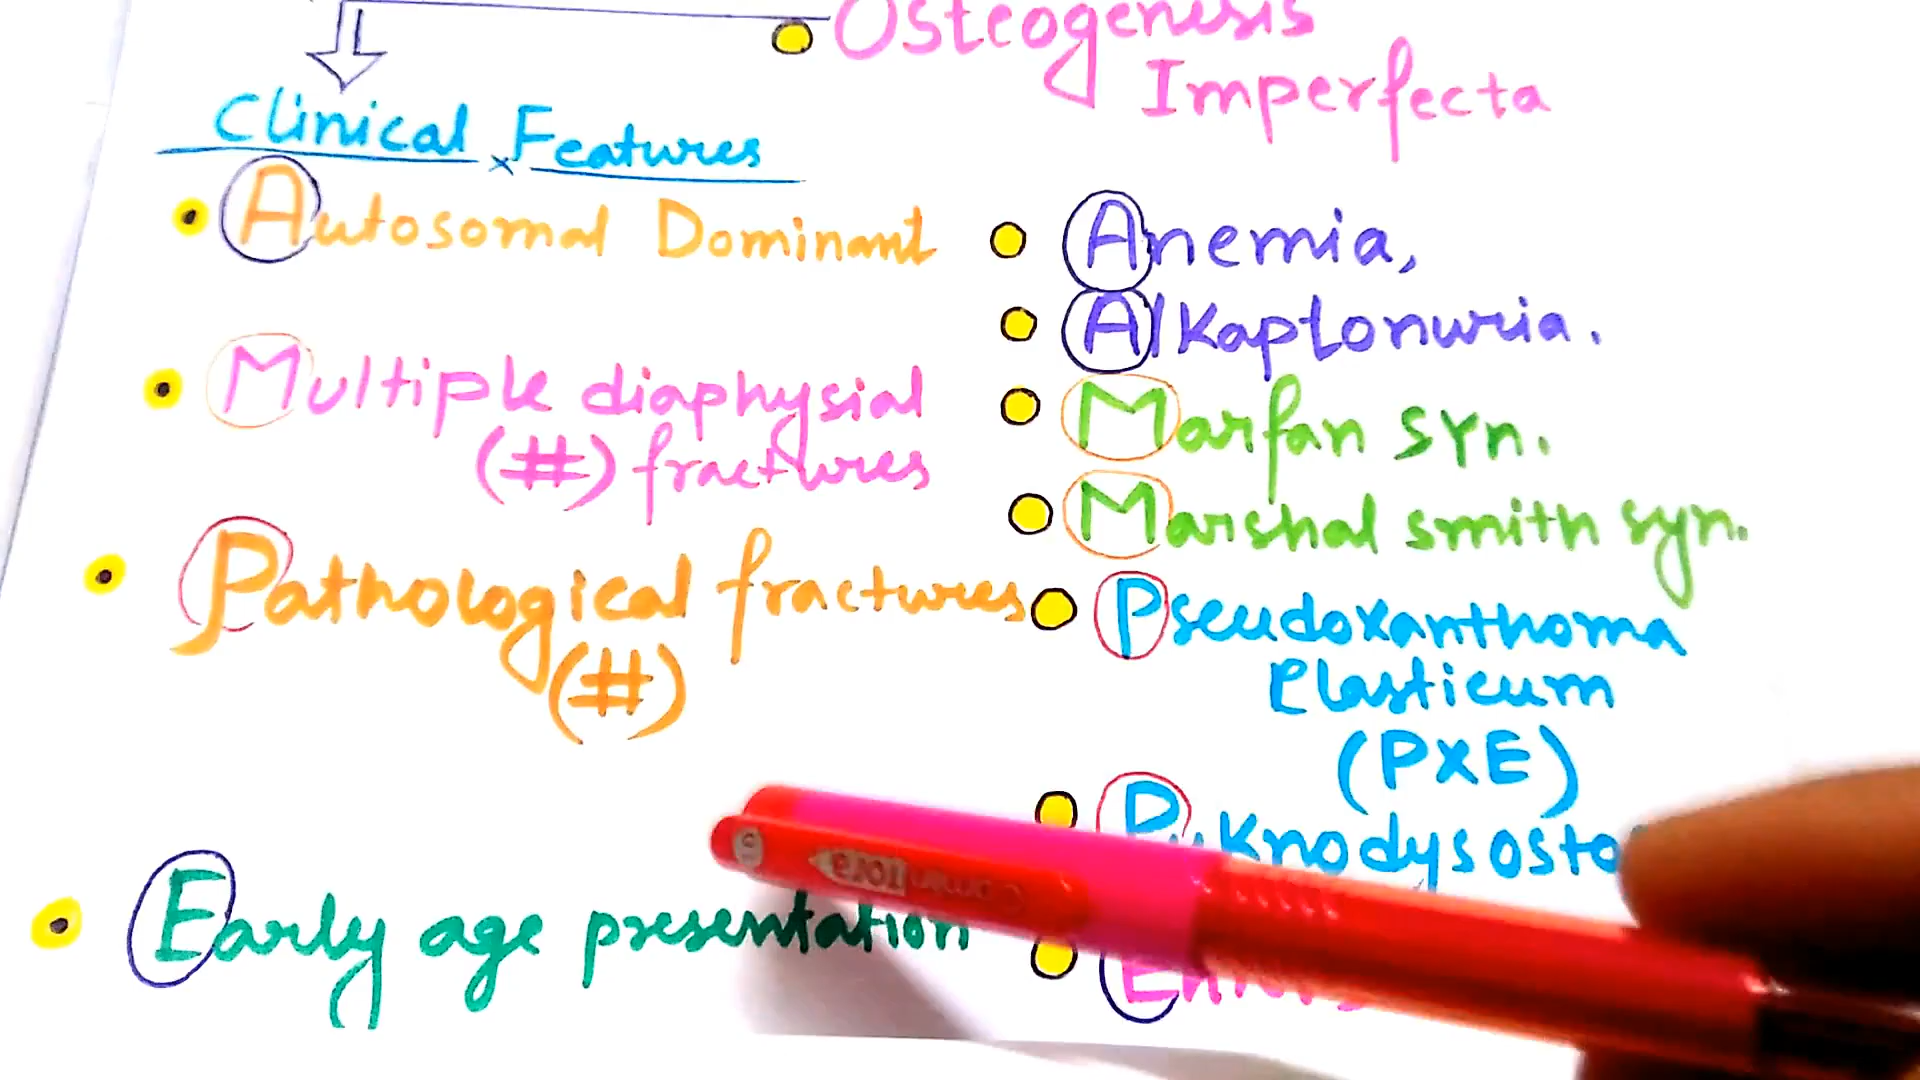 Osteogenesis
Imperfecta
Clinical Features
Autosomal Dominant
Multiple diaphysial
(#) fractures
Pathological fractures
(#)
Early age presentation
Anemia,
Alkaptonuria.
Marfan syn.
Marshal smith syn.
Pseudoxanthoma
Elasticum
(PXE)